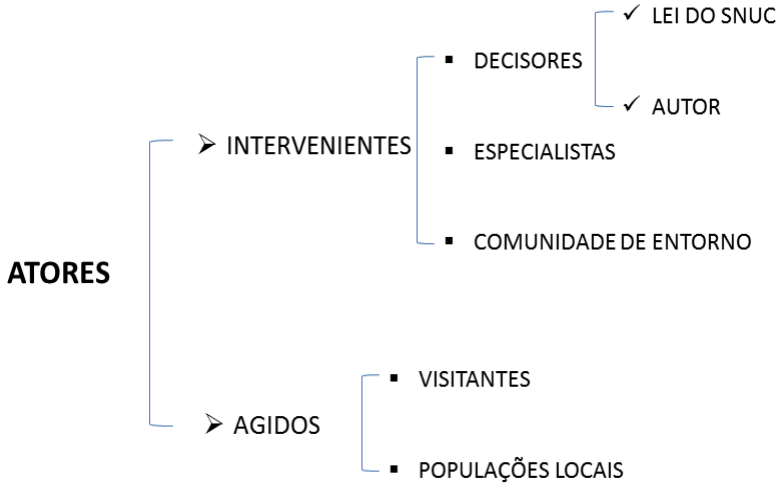 LEI DO SNUC
DECISORES
AUTOR
INTERVENIENTES
ESPECIALISTAS
COMUNIDADE DE ENTORNO
ATORES
VISITANTES
AGIDOS
POPULAÇÕES LOCAIS